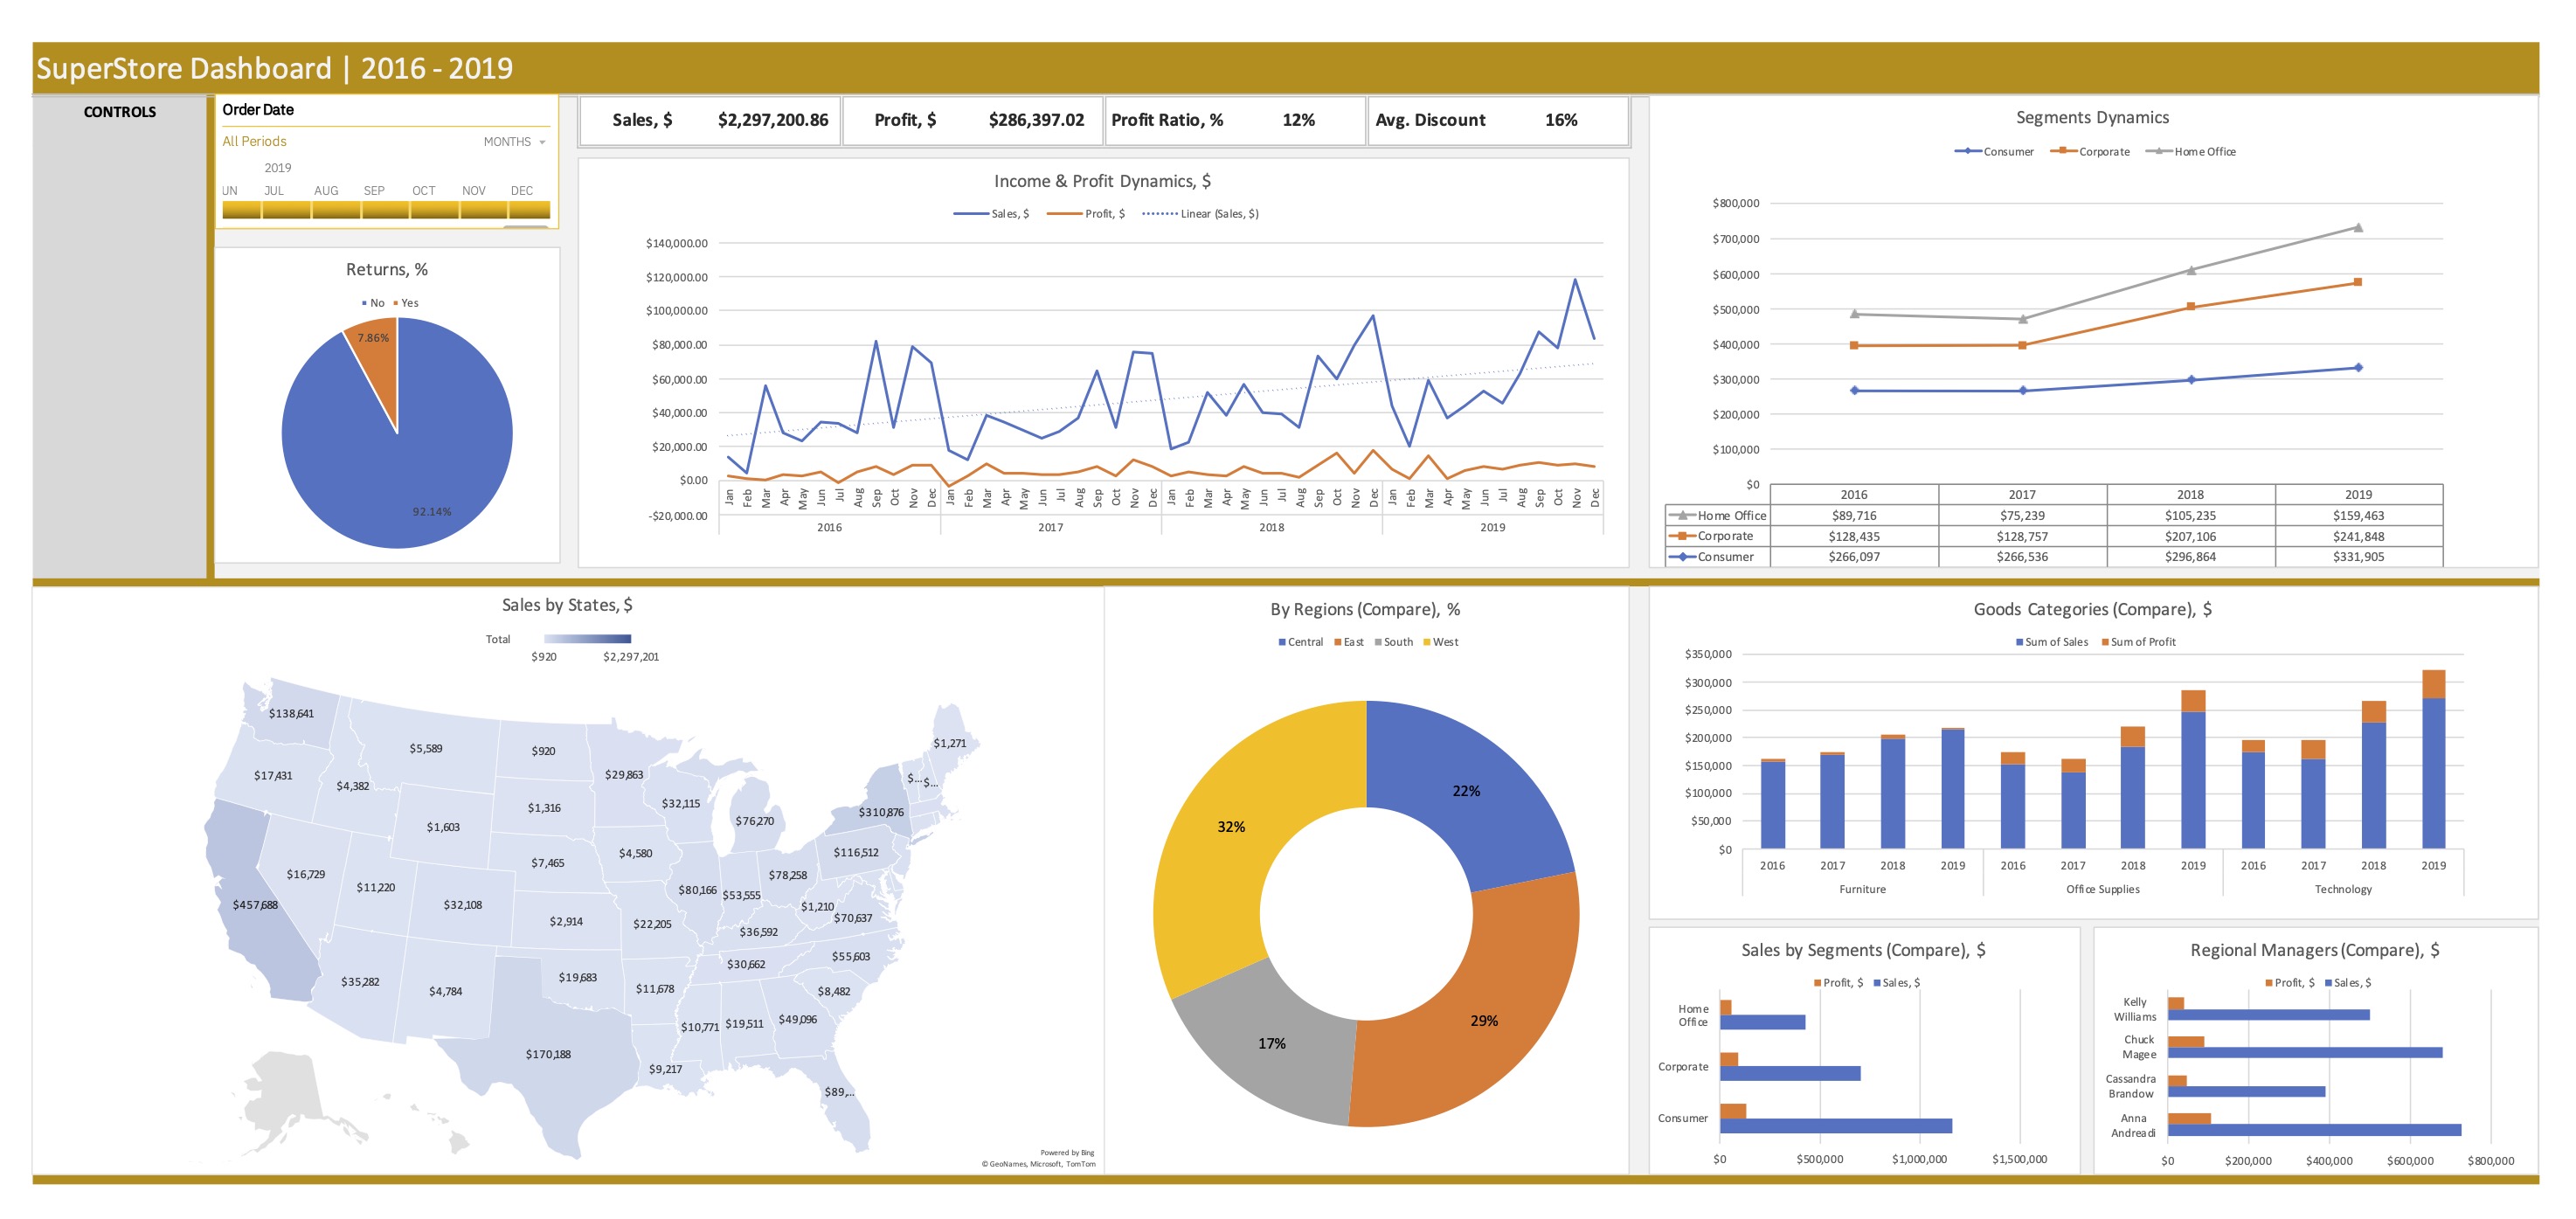 SuperStore Dashboard | 2016 - 2019
CONTROLS
Order Date
All Periods
MONTHS
2019
UN JUL AUG SEP OCT NOV DEC
Sales, $ $2,297,200.86
Profit, $ $286,397.02
Profit Ratio, % 12%
Avg. Discount 16%
Returns, %
No Yes
7.86%
92.14%
Income & Profit Dynamics, $
Sales, $ Profit, $ Linear (Sales, $)
$140,000.00
$120,000.00
$100,000.00
$80,000.00
$60,000.00
$40,000.00
$20,000.00
$0.00
-$20,000.00
Jan Feb Mar Apr May Jun Jul Aug Sep Oct Nov Dec Jan Feb Mar Apr May Jun Jul Aug Sep Oct Nov Dec Jan Feb Mar Apr May Jun Jul Aug Sep Oct Nov Dec Jan Feb Mar Apr May Jun Jul Aug Sep Oct Nov Dec
2016 2017 2018 2019
Segments Dynamics
Consumer Corporate Home Office
$800,000
$700,000
$600,000
$500,000
$400,000
$300,000
$200,000
$100,000
$0
2016 2017 2018 2019
Home Office $89,716 $75,239 $105,235 $159,463
Corporate $128,435 $128,757 $207,106 $241,848
Consumer $266,097 $266,536 $296,864 $331,905
Sales by States, $
Total
$920 $2,297,201
$138,641
$5,589
$920
$1,271
$17,431
$4,382
$29,863
$...
$...
$1,316
$32,115
$310,876
$1,603
$76,270
$7,465
$4,580
$116,512
$16,729
$11,220
$78,258
$80,166
$53,555
$457,688
$32,108
$1,210
$70,637
$2,914
$22,205
$36,592
$30,662
$55,603
$35,282
$4,784
$19,683
$11,678
$8,482
$10,771
$19,511
$49,096
$170,188
$9,217
$89,...
Powered by Bing
© GeoNames, Microsoft, TomTom
By Regions (Compare), %
Central East South West
22%
32%
29%
17%
Goods Categories (Compare), $
Sum of Sales Sum of Profit
$350,000
$300,000
$250,000
$200,000
$150,000
$100,000
$50,000
$0
2016 2017 2018 2019 2016 2017 2018 2019 2016 2017 2018 2019
Furniture Office Supplies Technology
Sales by Segments (Compare), $
Profit, $ Sales, $
Home
Office
Corporate
Consumer
$0 $500,000 $1,000,000 $1,500,000
Regional Managers (Compare), $
Profit, $ Sales, $
Kelly
Williams
Chuck
Magee
Cassandra
Brandow
Anna
Andreadi
$0 $200,000 $400,000 $600,000 $800,000